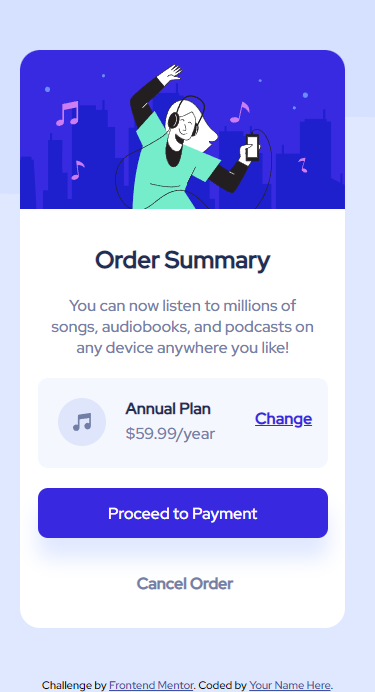 Order Summary
You can now listen to millions of
songs, audiobooks, and podcasts on
any device anywhere you like!
Annual Plan
$59.99/year
Change
Proceed to Payment
Cancel Order
Challenge by Frontend Mentor. Coded by Your Name Here.